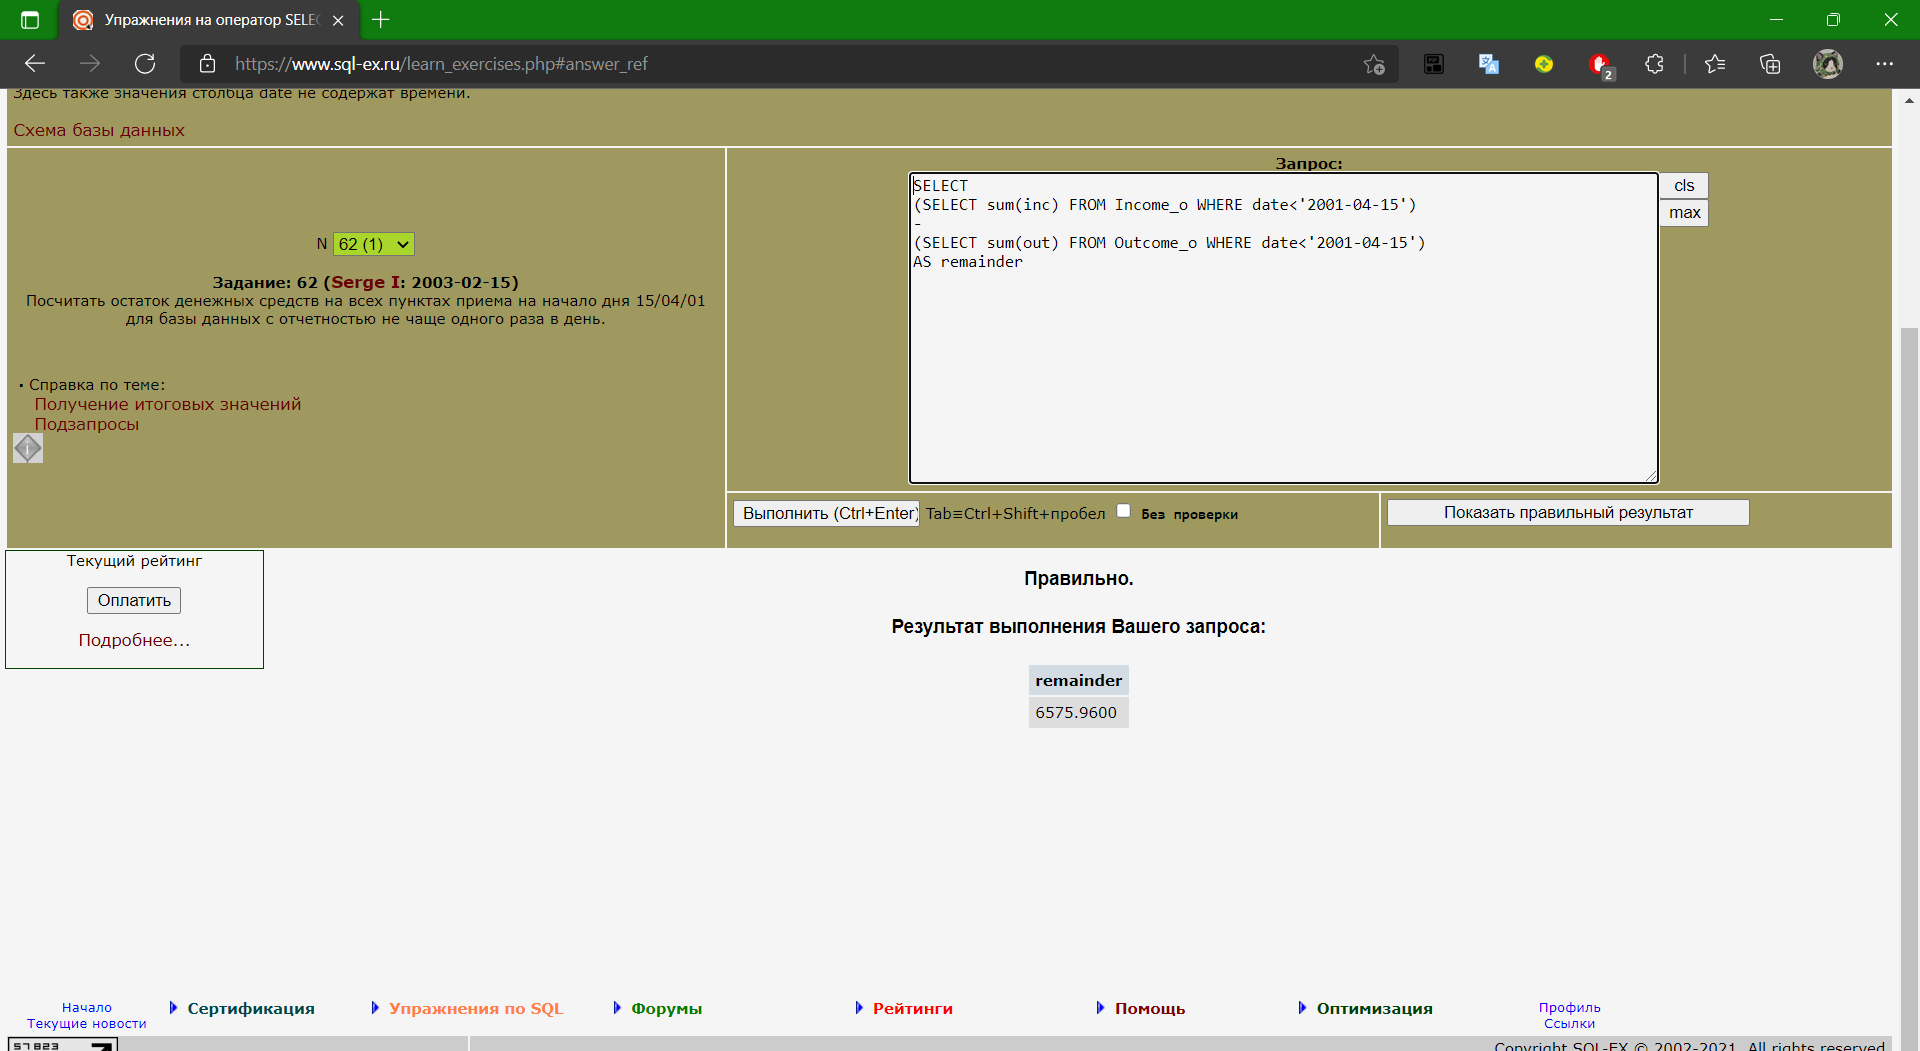 Упражнения на оператор SELEC
https://www.sql-ex.ru/learn_exercises.php#answer_ref
2
Здесь также значения столбца date не содержат времени.
Схема базы данных
N 62 (1)
Задание: 62 (Serge I: 2003-02-15)
Посчитать остаток денежных средств на всех пунктах приема на начало дня 15/04/01
для базы данных с отчетностью не чаще одного раза в день.
• Справка по теме:
Получение итоговых значений
Подзапросы
Запрос:
SELECT
(SELECT sum(inc) FROM Income_o WHERE date<'2001-04-15')
-
(SELECT sum(out) FROM Outcome_o WHERE date<'2001-04-15')
AS remainder
cls
max
Выполнить (Ctrl+Enter) Tab=Ctrl+Shift+пробел Без проверки
Показать правильный результат
Текущий рейтинг
Оплатить
Подробнее...
Правильно.
Результат выполнения Вашего запроса:
remainder
6575.9600
Начало
Текущие новости
Сертификация
Упражнения по SQL
Форумы
Рейтинги
Помощь
Оптимизация
Профиль
Ссылки
57823
Copyright SQL-EX © 2002-2021. All rights reserved.